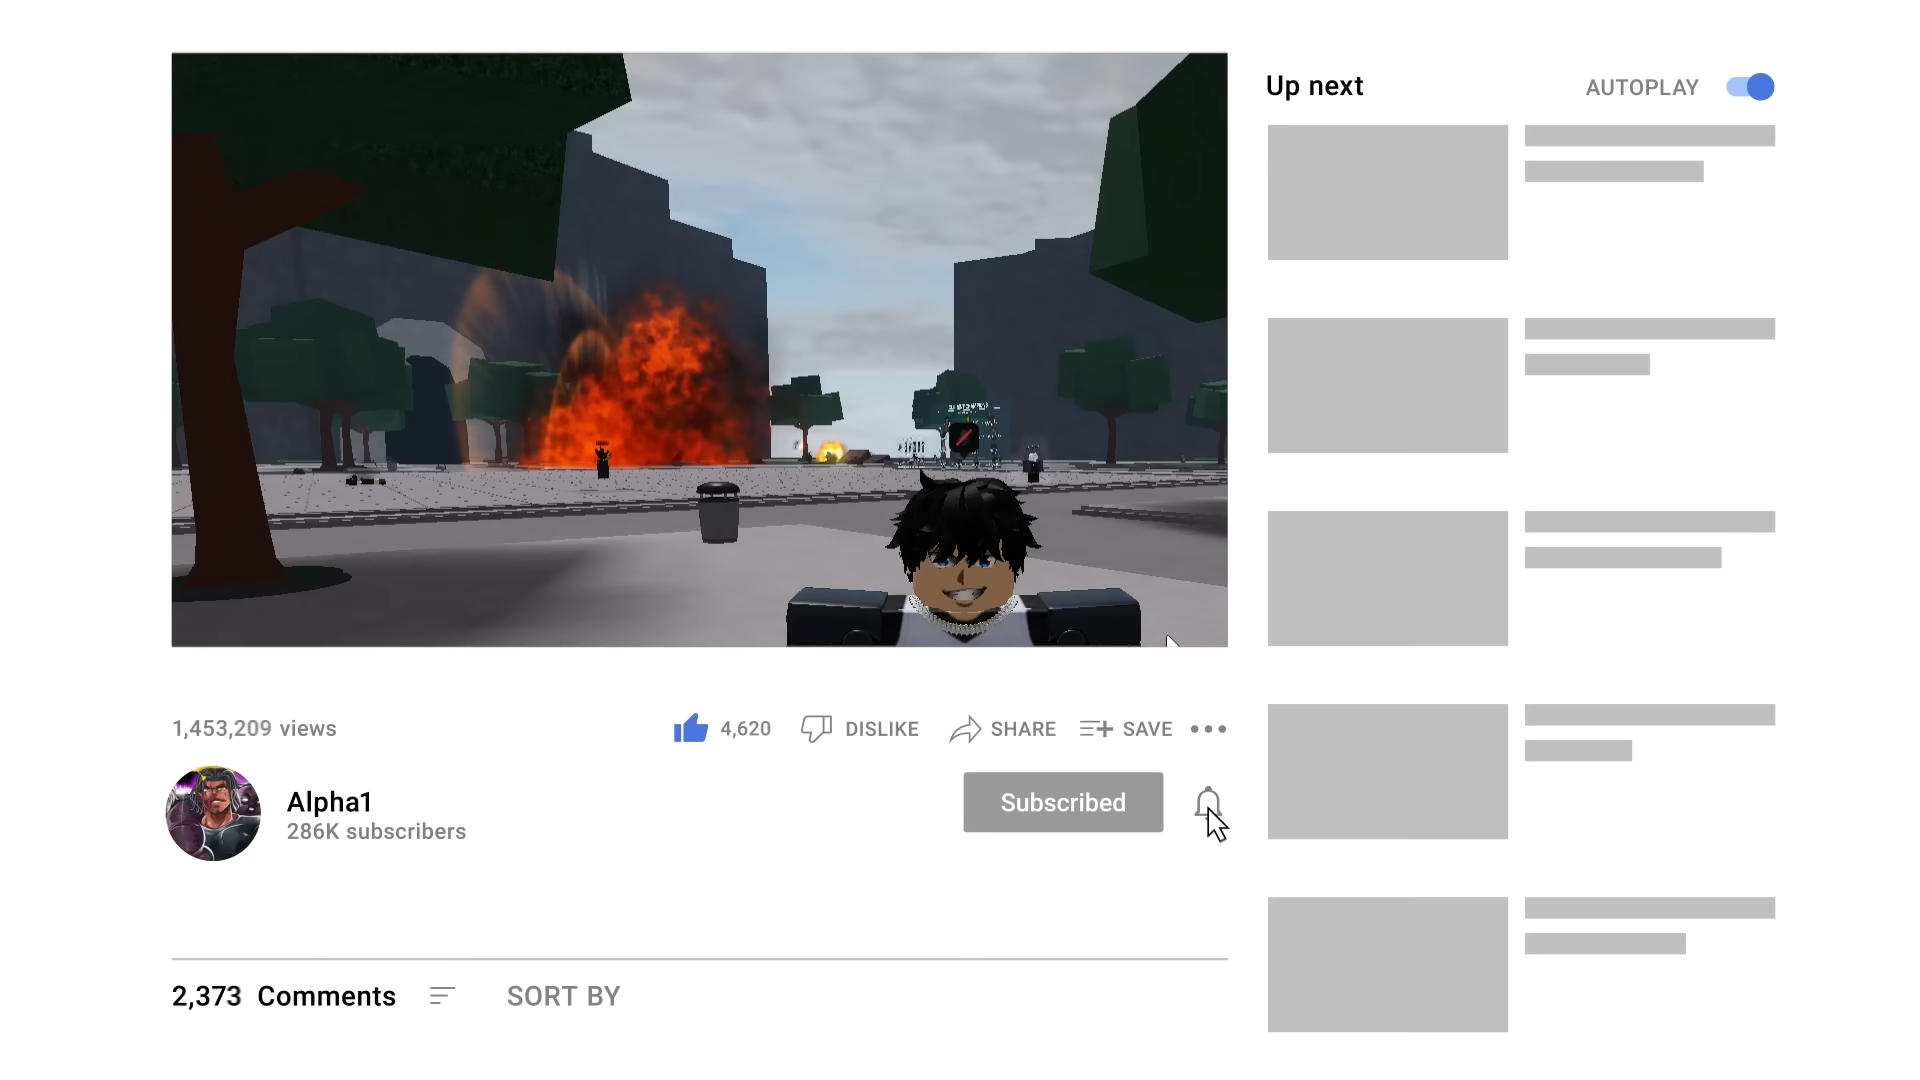 Up next
AUTOPLAY
1,453,209 views
4,620
DISLIKE
SHARE
SAVE
Alpha1
286K subscribers
Subscribed
2,373 Comments
SORT BY